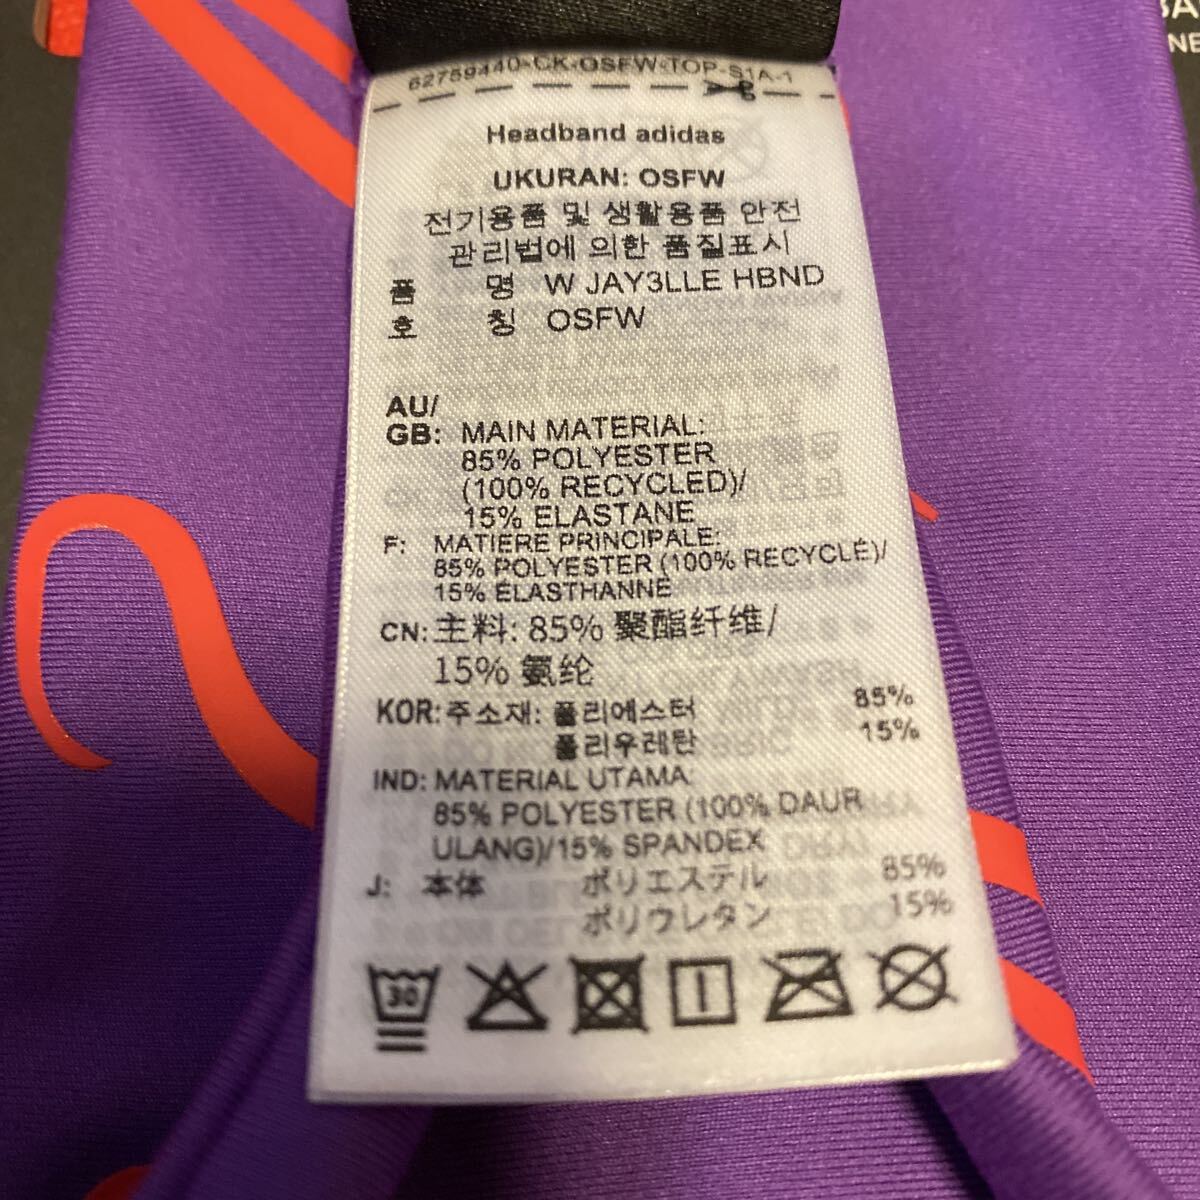 62759440-CK-OSFW-TOP-S1A-1
Headband adidas
UKURAN: OSFW
전기용품 및 생활용품 안전
관리법에 의한 품질표시
품 명 W JAY3LLE HBND
호 칭 OSFW
AU/
GB: MAIN MATERIAL:
85% POLYESTER
(100% RECYCLED)/
15% ELASTANE
F: MATIERE PRINCIPALE:
85% POLYESTER (100% RECYCLÉ)/
15% ÉLASTHANNE
CN: 主料: 85% 聚酯纤维/
15% 氨纶
KOR: 주소재: 폴리에스터 85%
폴리우레탄 15%
IND: MATERIAL UTAMA:
85% POLYESTER (100% DAUR
ULANG)/15% SPANDEX
J: 本体 ポリエステル 85%
ポリウレタン 15%
30